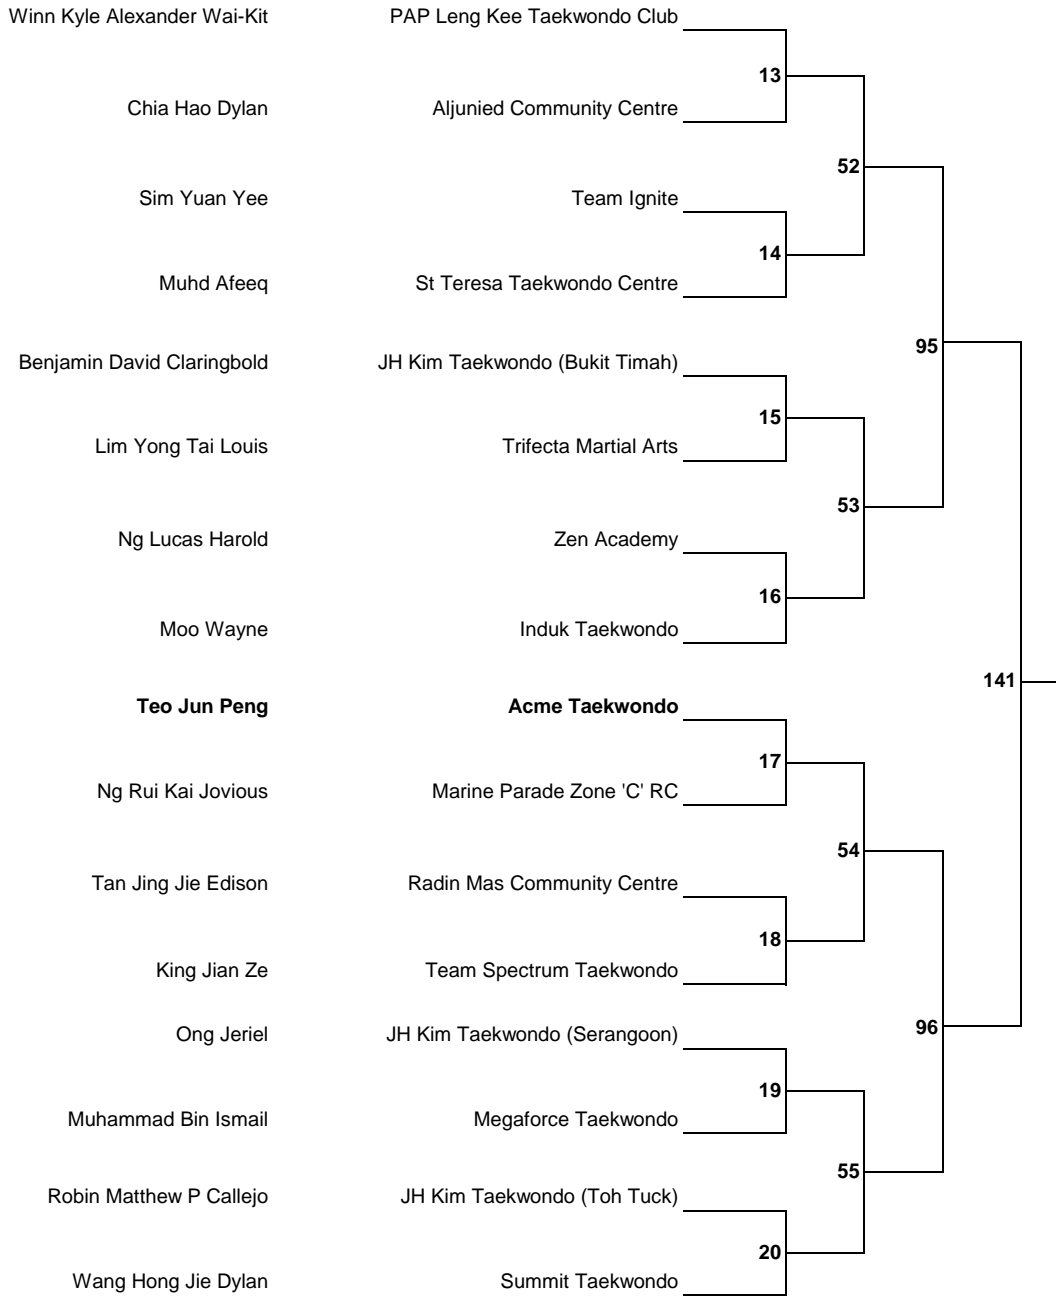 Winn Kyle Alexander Wai-Kit PAP Leng Kee Taekwondo Club
13
Chia Hao Dylan Aljunied Community Centre
52
Sim Yuan Yee Team Ignite
14
Muhd Afeeq St Teresa Taekwondo Centre
95
Benjamin David Claringbold JH Kim Taekwondo (Bukit Timah)
15
Lim Yong Tai Louis Trifecta Martial Arts
53
Ng Lucas Harold Zen Academy
16
Moo Wayne Induk Taekwondo
141
Teo Jun Peng Acme Taekwondo
17
Ng Rui Kai Jovious Marine Parade Zone 'C' RC
54
Tan Jing Jie Edison Radin Mas Community Centre
18
King Jian Ze Team Spectrum Taekwondo
96
Ong Jeriel JH Kim Taekwondo (Serangoon)
19
Muhammad Bin Ismail Megaforce Taekwondo
55
Robin Matthew P Callejo JH Kim Taekwondo (Toh Tuck)
20
Wang Hong Jie Dylan Summit Taekwondo